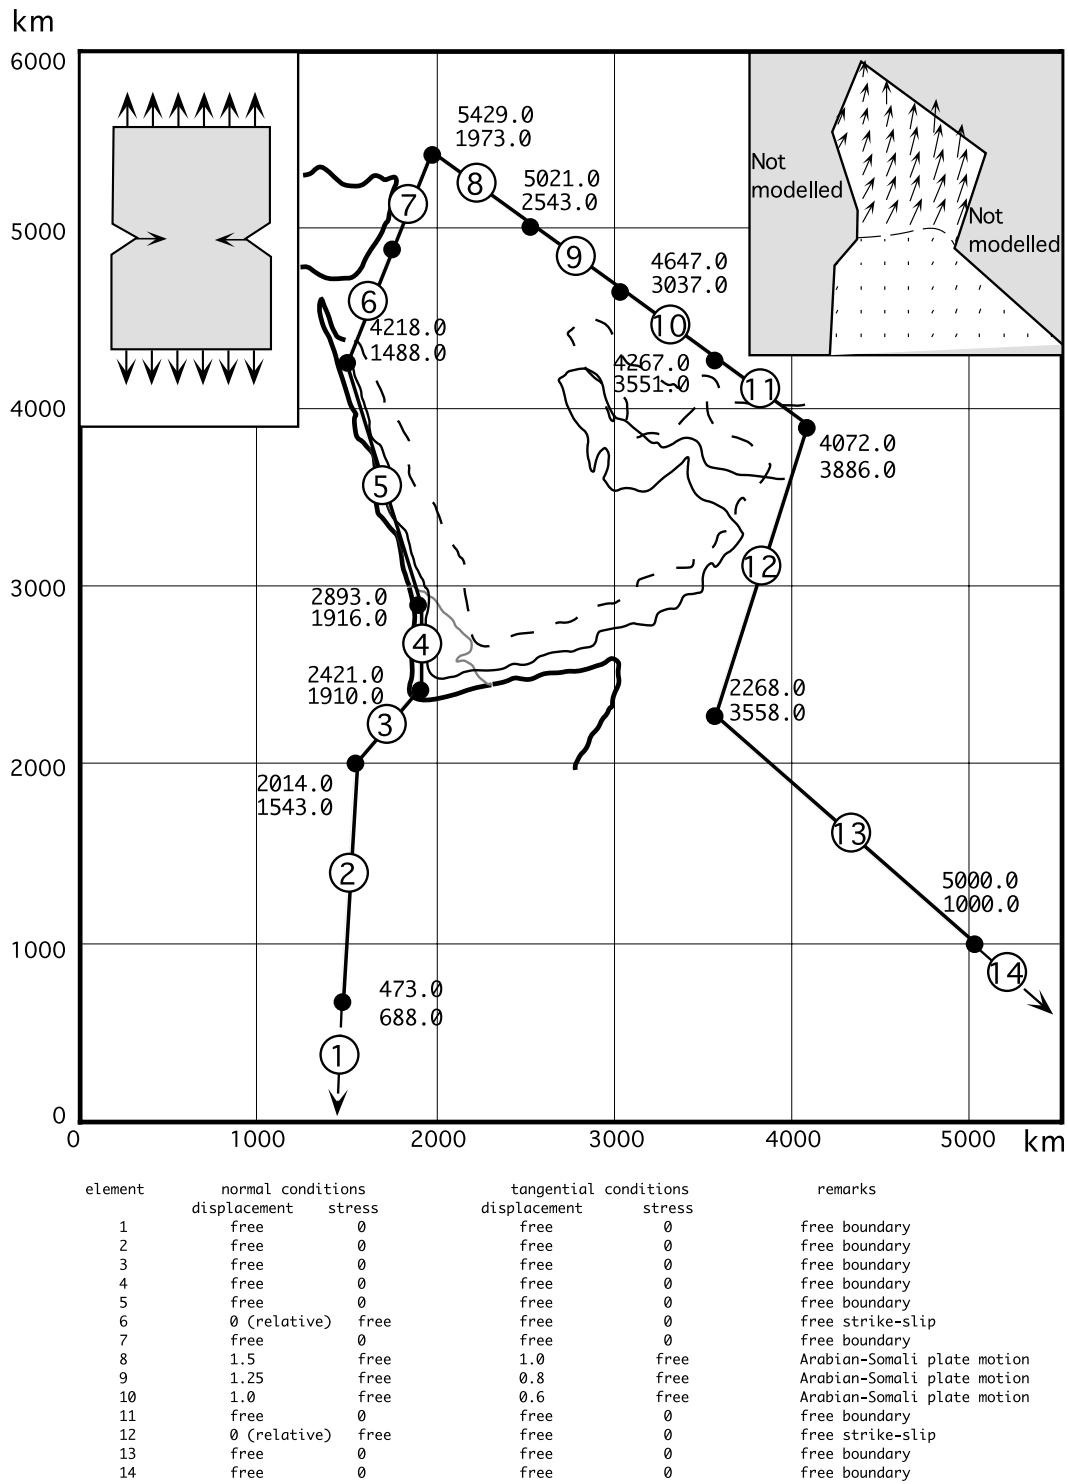 km
6000
5000
4000
3000
2000
1000
0
0 1000 2000 3000 4000 5000 km
Not
modelled
Not
modelled
5429.0
1973.0
5021.0
2543.0
4647.0
3037.0
4267.0
3551.0
4072.0
3886.0
4218.0
1488.0
2893.0
1916.0
2421.0
1910.0
2014.0
1543.0
473.0
688.0
2268.0
3558.0
5000.0
1000.0
7
8
9
10
11
6
5
12
4
3
13
2
14
1
element normal conditions tangential conditions remarks
displacement stress displacement stress
1 free 0 free 0 free boundary
2 free 0 free 0 free boundary
3 free 0 free 0 free boundary
4 free 0 free 0 free boundary
5 free 0 free 0 free boundary
6 0 (relative) free free 0 free strike-slip
7 free 0 free 0 free boundary
8 1.5 free 1.0 free Arabian-Somali plate motion
9 1.25 free 0.8 free Arabian-Somali plate motion
10 1.0 free 0.6 free Arabian-Somali plate motion
11 free 0 free 0 free boundary
12 0 (relative) free free 0 free strike-slip
13 free 0 free 0 free boundary
14 free 0 free 0 free boundary